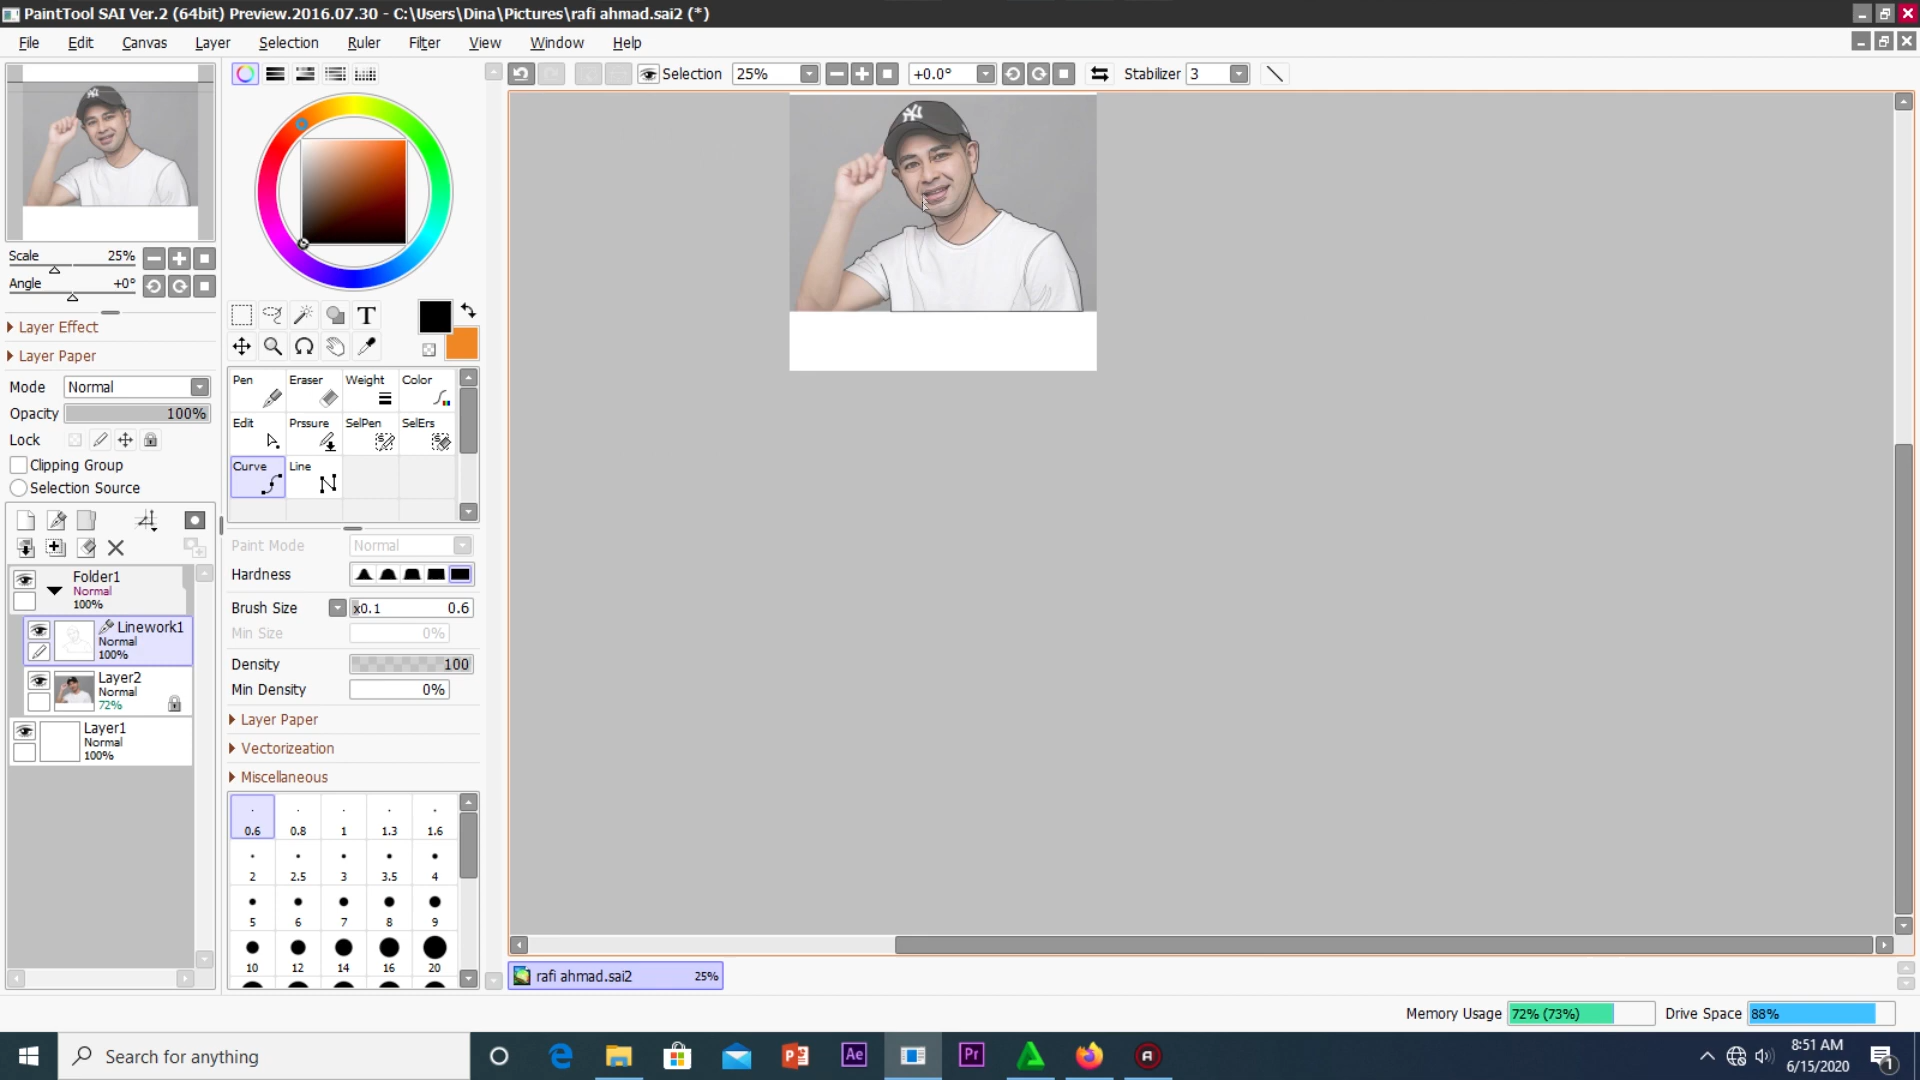 PaintTool SAI Ver.2 (64bit) Preview.2016.07.30 - C:\Users\Dina\Pictures\rafi ahmad.sai2 (*)
File Edit Canvas Layer Selection Ruler Filter View Window Help
Selection 25% +0.0° Stabilizer 3
Scale 25%
Angle +0°
Layer Effect
Layer Paper
Mode Normal
Opacity 100%
Lock
Clipping Group
Selection Source
Folder1
Normal
100%
Linework1
Normal
100%
Layer2
Normal
72%
Layer1
Normal
100%
T
Pen Eraser Weight Color
Edit Prssure SelPen SelErs
Curve Line
Paint Mode Normal
Hardness
Brush Size x0.1 0.6
Min Size 0%
Density 100
Min Density 0%
Layer Paper
Vectorizeation
Miscellaneous
0.6 0.8 1 1.3 1.6
2 2.5 3 3.5 4
5 6 7 8 9
10 12 14 16 20
NY
rafi ahmad.sai2 25%
Memory Usage 72% (73%) Drive Space 88%
Search for anything
Ae
Pr
8:51 AM
6/15/2020
1